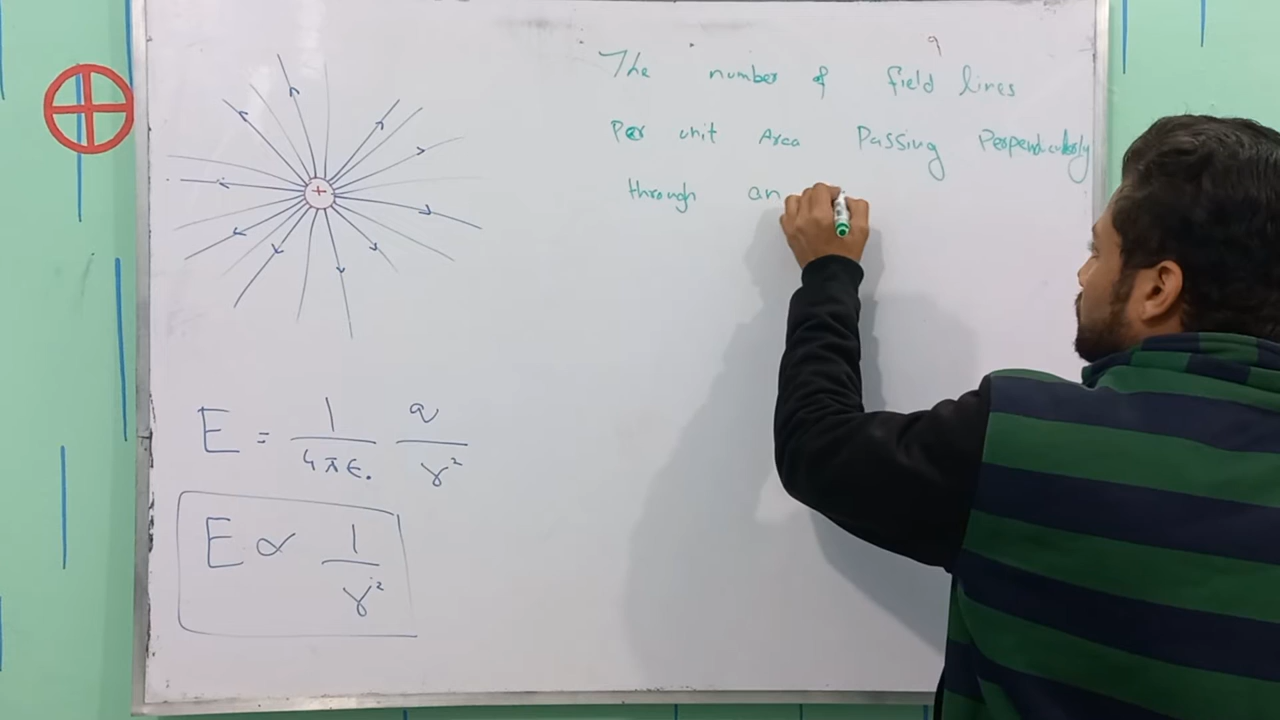 +
E = 1/4πϵ₀ q/r²
E ∝ 1/r²
The number of field lines
Per unit Area Passing Perpendicularly
through an